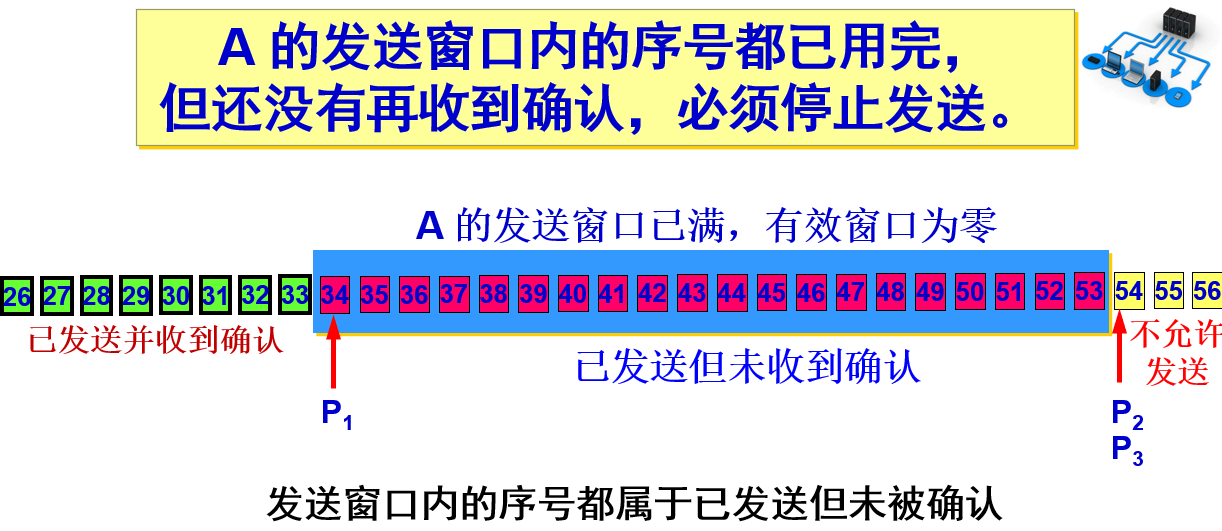 A 的发送窗口内的序号都已用完，
但还没有再收到确认，必须停止发送。
A 的发送窗口已满，有效窗口为零
26 27 28 29 30 31 32 33 34 35 36 37 38 39 40 41 42 43 44 45 46 47 48 49 50 51 52 53 54 55 56
已发送并收到确认
已发送但未收到确认
不允许
发送
P1
P2
P3
发送窗口内的序号都属于已发送但未被确认